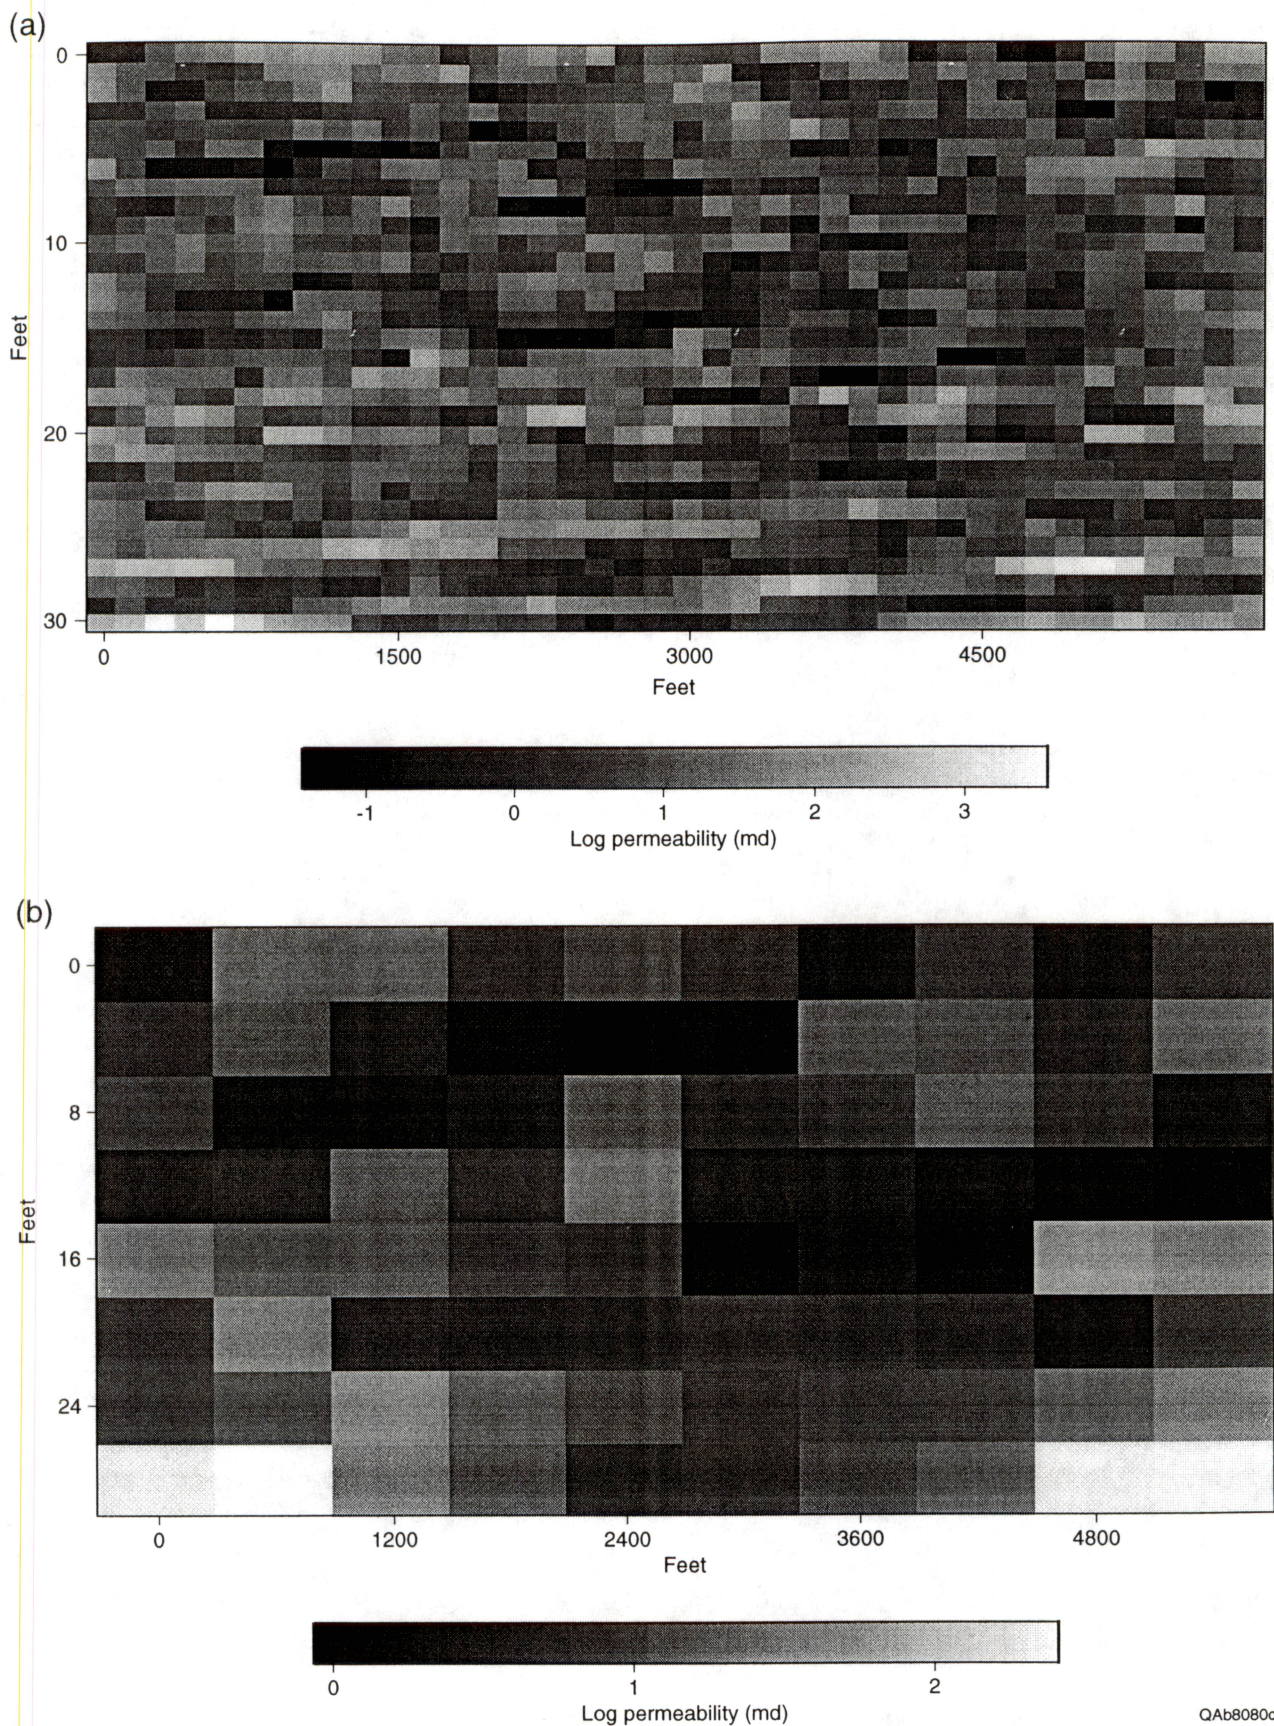 (a)
0
10
20
30
Feet
0 1500 3000 4500
Feet
-1 0 1 2 3
Log permeability (md)
(b)
0
8
16
24
Feet
0 1200 2400 3600 4800
Feet
0 1 2
Log permeability (md)
QAb8080c